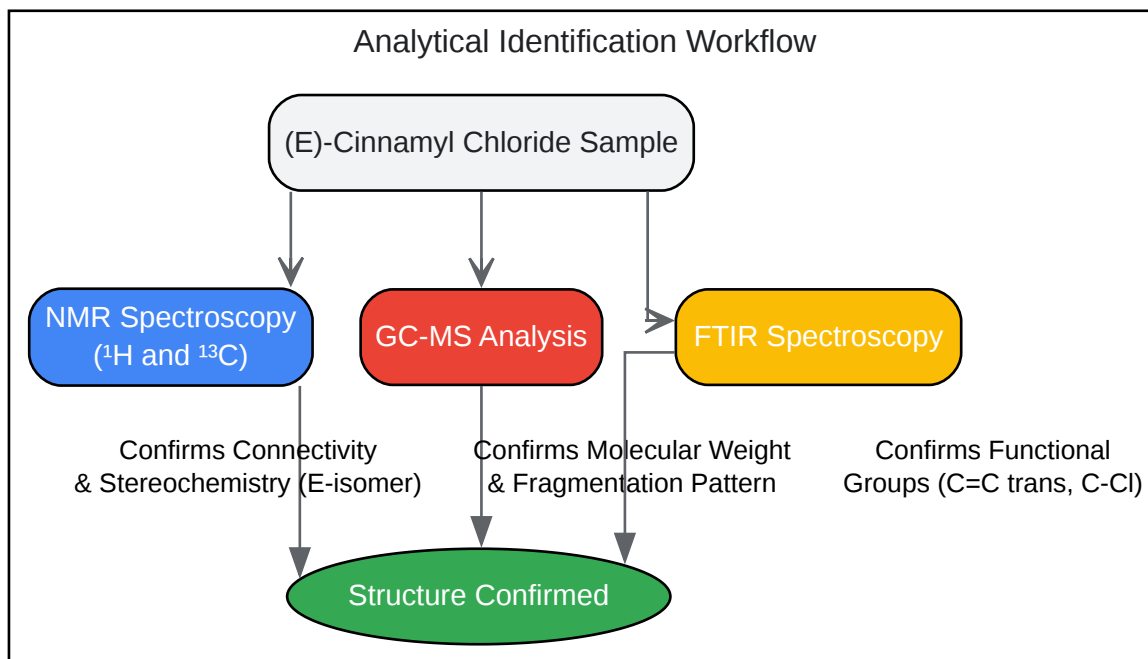 Analytical Identification Workflow
(E)-Cinnamyl Chloride Sample
NMR Spectroscopy
(¹H and ¹³C)
GC-MS Analysis
FTIR Spectroscopy
Confirms Connectivity
& Stereochemistry (E-isomer)
Confirms Molecular Weight
& Fragmentation Pattern
Confirms Functional
Groups (C=C trans, C-Cl)
Structure Confirmed